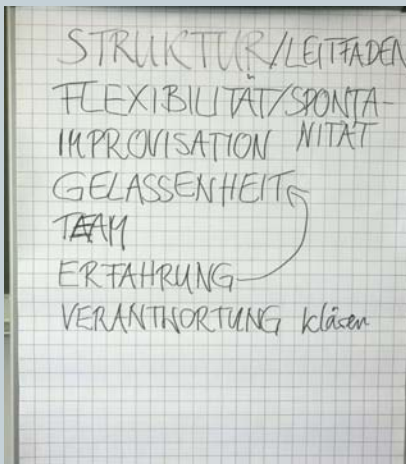 STRUKTUR/LEITFADEN
FLEXIBILITÄT/SPONTA-
IMPROVISATION NITÄT
GELASSENHEIT
TEAM
ERFAHRUNG
VERANTWORTUNG klären